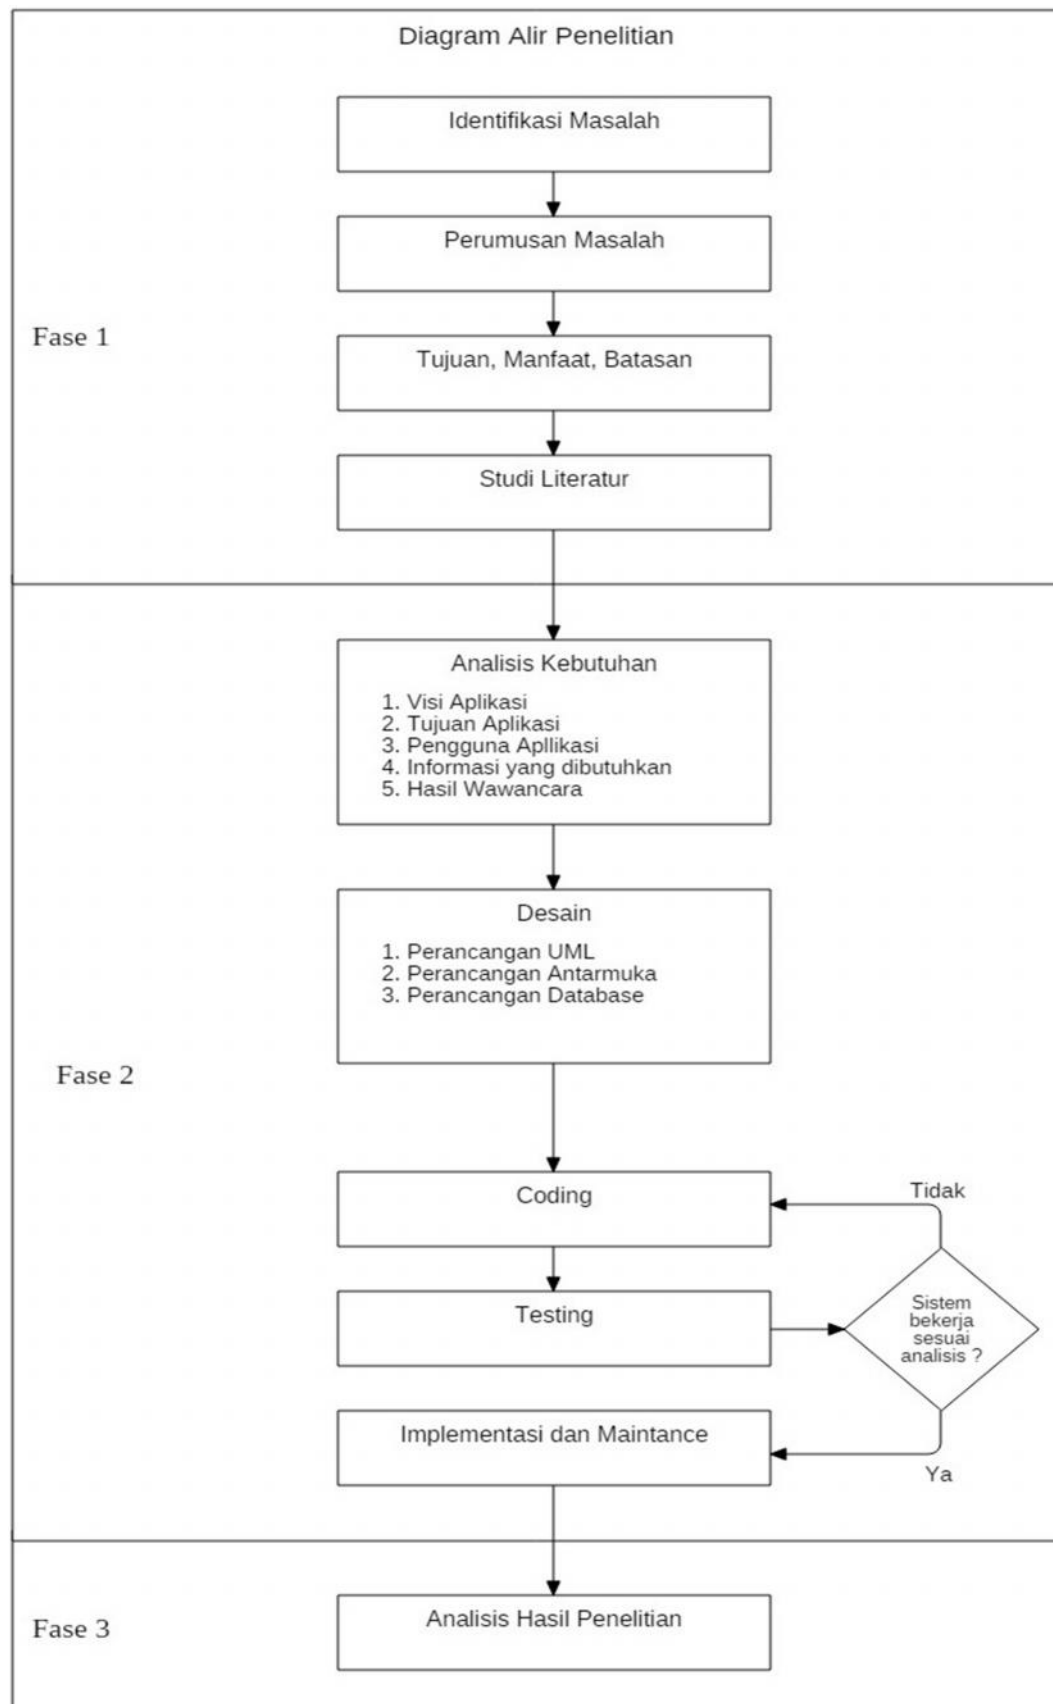 Diagram Alir Penelitian
Identifikasi Masalah
Perumusan Masalah
Fase 1
Tujuan, Manfaat, Batasan
Studi Literatur
Analisis Kebutuhan
1. Visi Aplikasi
2. Tujuan Aplikasi
3. Pengguna Apllikasi
4. Informasi yang dibutuhkan
5. Hasil Wawancara
Desain
1. Perancangan UML
2. Perancangan Antarmuka
3. Perancangan Database
Fase 2
Coding
Tidak
Testing
Sistem
bekerja
sesuai
analisis ?
Implementasi dan Maintance
Ya
Fase 3
Analisis Hasil Penelitian